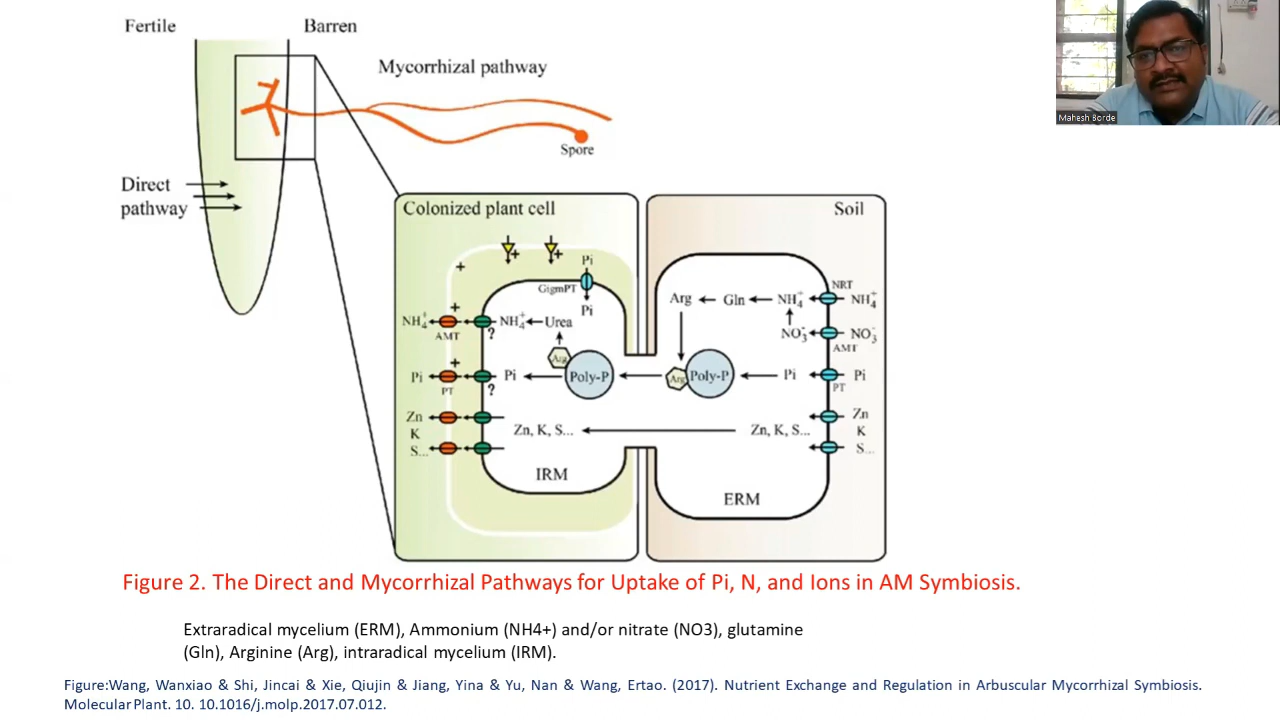 Fertile
Barren
Mahesh Borde
Mycorrhizal pathway
Spore
Direct
pathway
Colonized plant cell
Soil
Pi
GigmPT
Pi
NH4+
AMT
?
NH4+
Urea
Arg
Gln
NH4+
NRT
NH4+
NO3-
NO3-
AMT
Arg
Poly-P
Arg
Poly-P
Pi
PT
?
Pi
Pi
Pi
PT
Zn
K
S...
Zn, K, S...
Zn, K, S...
Zn
K
S...
IRM
ERM
Figure 2. The Direct and Mycorrhizal Pathways for Uptake of Pi, N, and Ions in AM Symbiosis.
Extraradical mycelium (ERM), Ammonium (NH4+) and/or nitrate (NO3), glutamine
(Gln), Arginine (Arg), intraradical mycelium (IRM).
Figure:Wang, Wanxiao & Shi, Jincai & Xie, Qiujin & Jiang, Yina & Yu, Nan & Wang, Ertao. (2017). Nutrient Exchange and Regulation in Arbuscular Mycorrhizal Symbiosis.
Molecular Plant. 10. 10.1016/j.molp.2017.07.012.